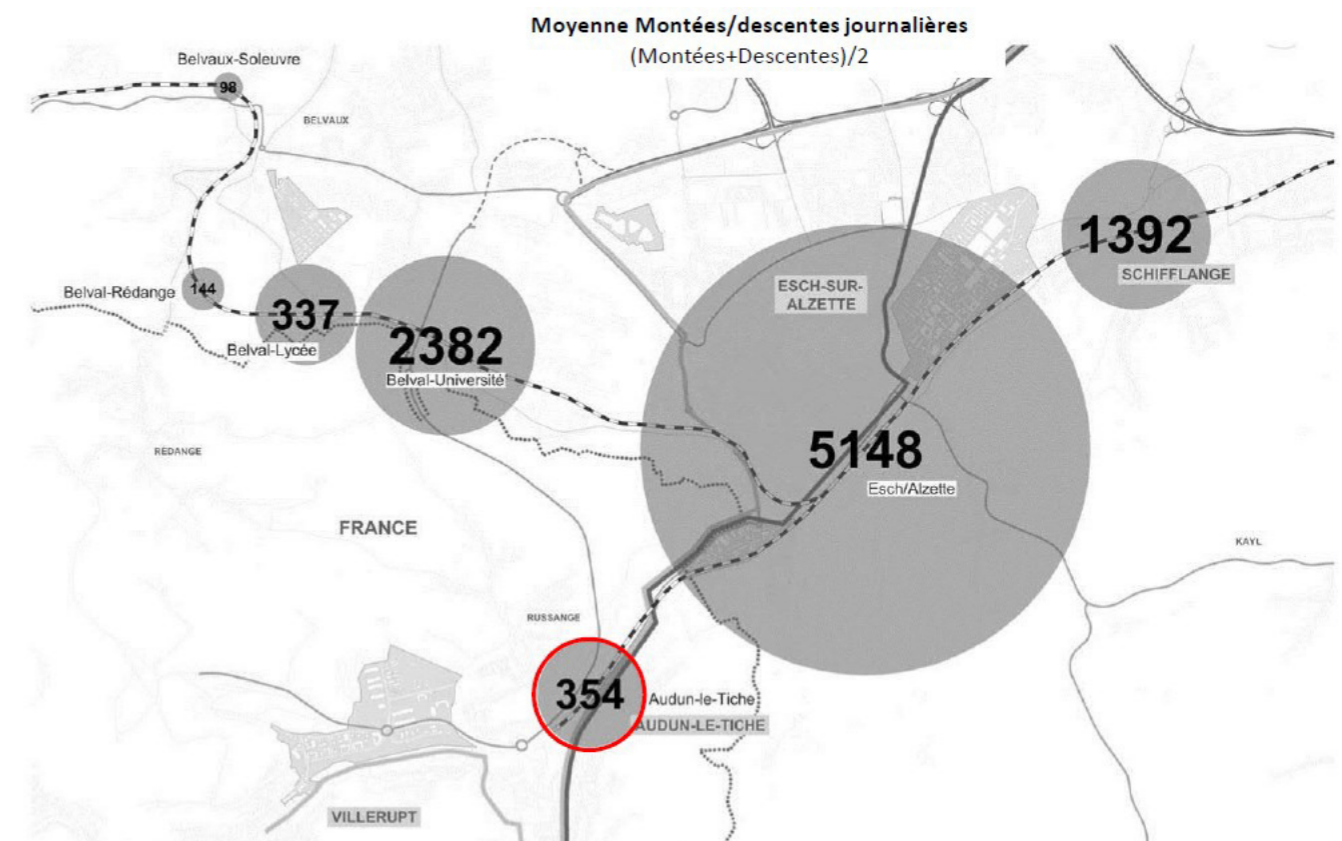 Moyenne Montées/descentes journalières
(Montées+Descentes)/2
Belvaux-Soleuvre
98
BELVAUX
1392
SCHIFFLANGE
ESCH-SUR-
ALZETTE
Belval-Rédange
144
337
Belval-Lycée
2382
Belval-Université
5148
Esch/Alzette
REDANGE
FRANCE
KAYL
RUSSANGE
354
Audun-le-Tiche
AUDUN-LE-TICHE
VILLERUPT